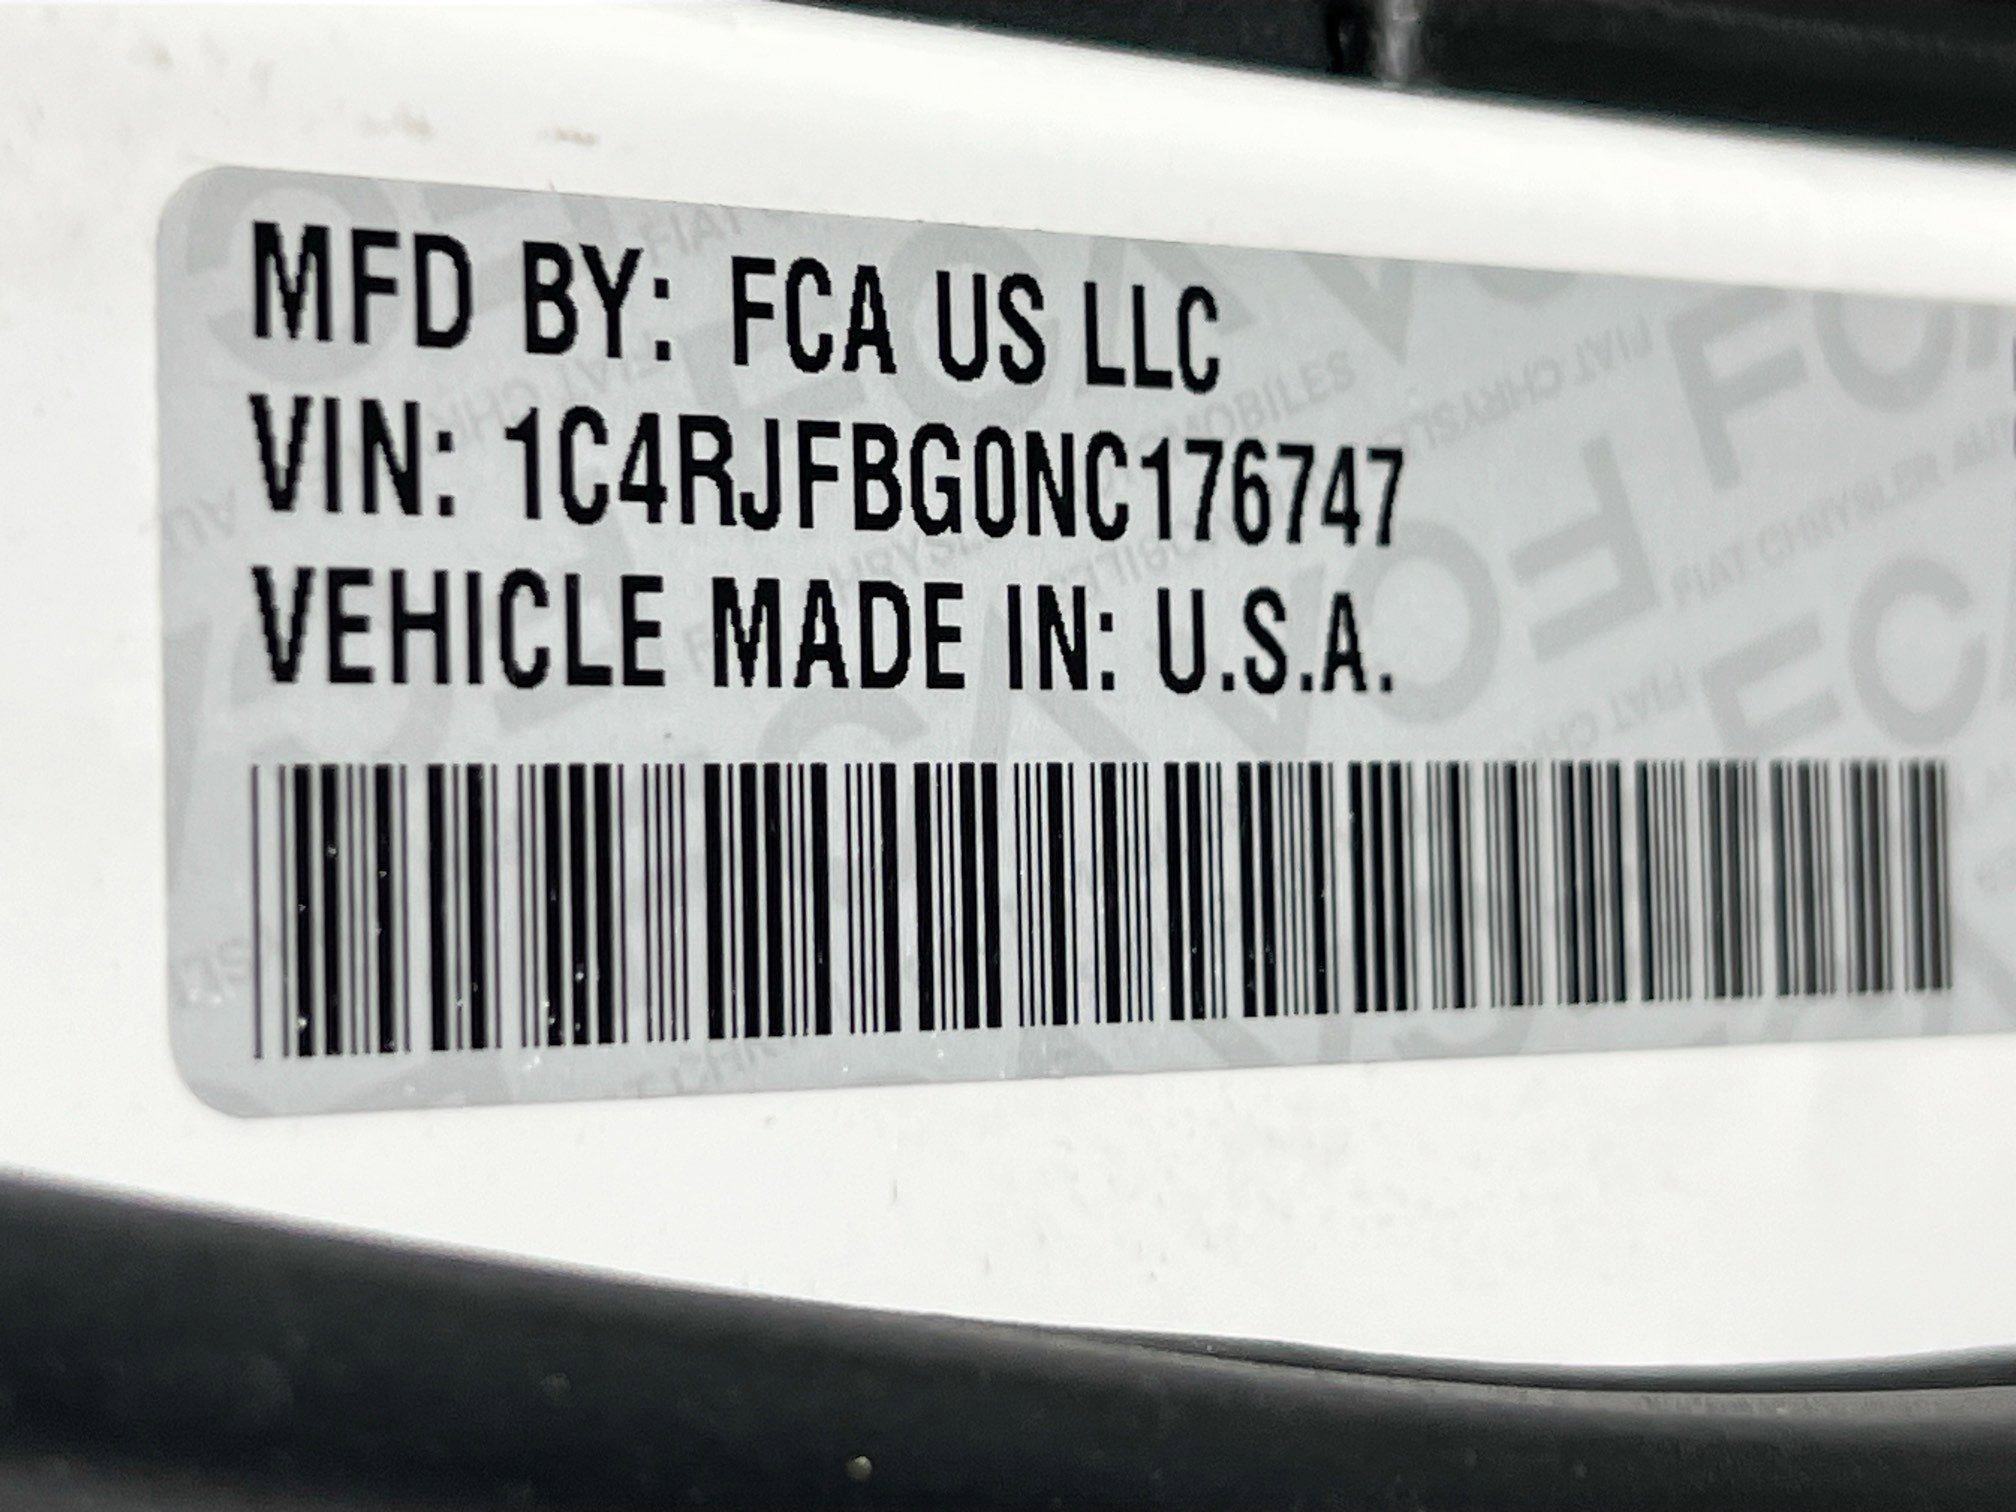 MFD BY: FCA US LLC
VIN: 1C4RJFBG0NC176747
VEHICLE MADE IN: U.S.A.